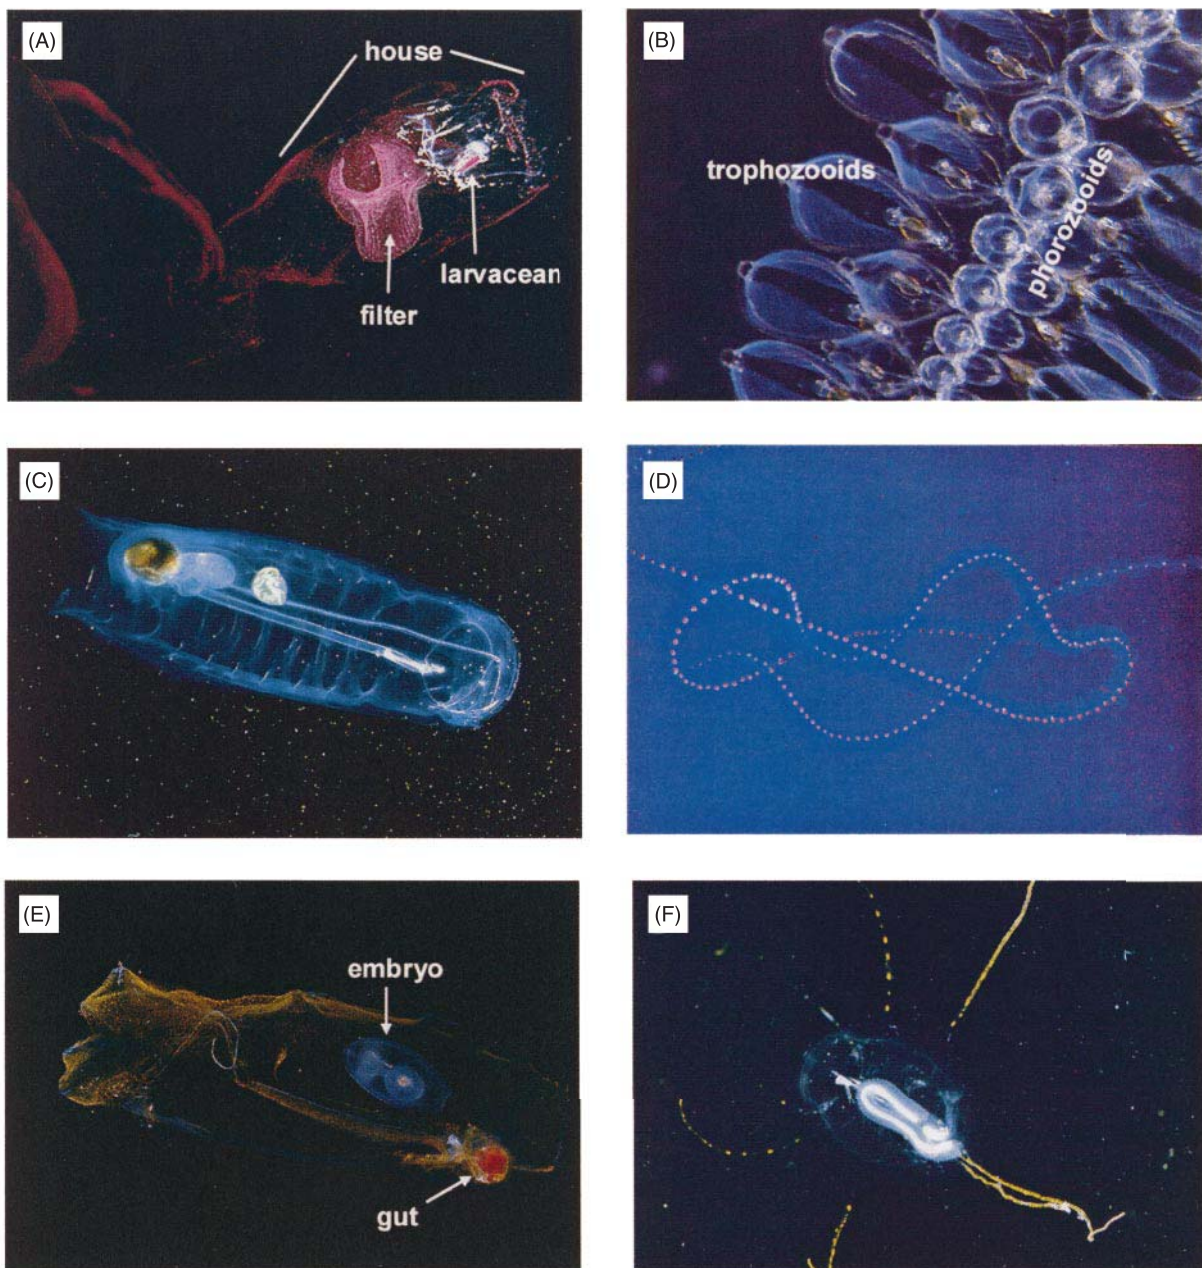 (A)
house
larvacean
filter
(B)
trophozooids
phorozooids
(C)
(D)
(E)
embryo
gut
(F)